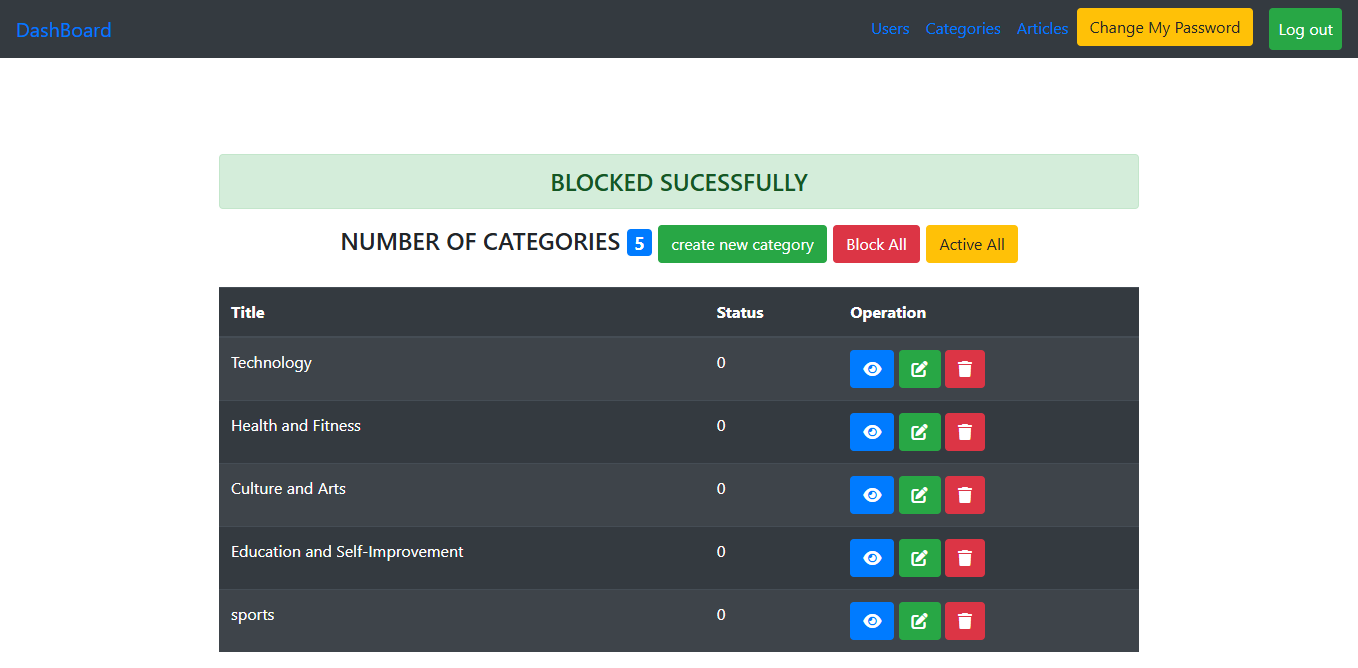 DashBoard Users Categories Articles Change My Password Log out
BLOCKED SUCESSFULLY
NUMBER OF CATEGORIES 5 create new category Block All Active All
Title Status Operation
Technology 0
Health and Fitness 0
Culture and Arts 0
Education and Self-Improvement 0
sports 0